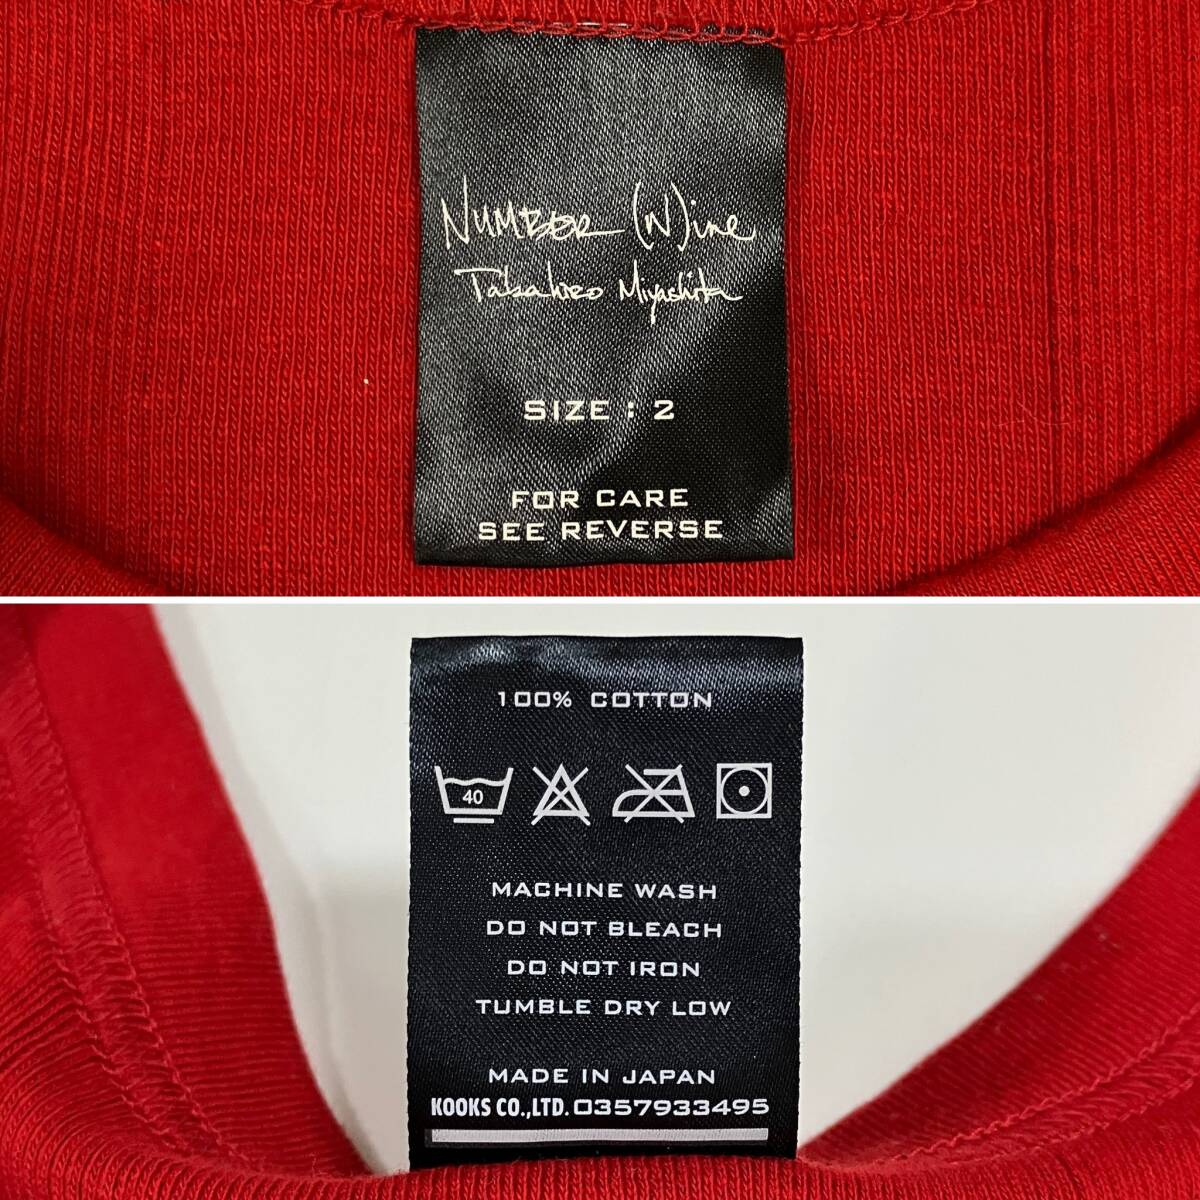 NUMBER (N)ine
Takahiro Miyashita
SIZE : 2
FOR CARE
SEE REVERSE
100% COTTON
40
MACHINE WASH
DO NOT BLEACH
DO NOT IRON
TUMBLE DRY LOW
MADE IN JAPAN
KOOKS CO.,LTD. 0357933495